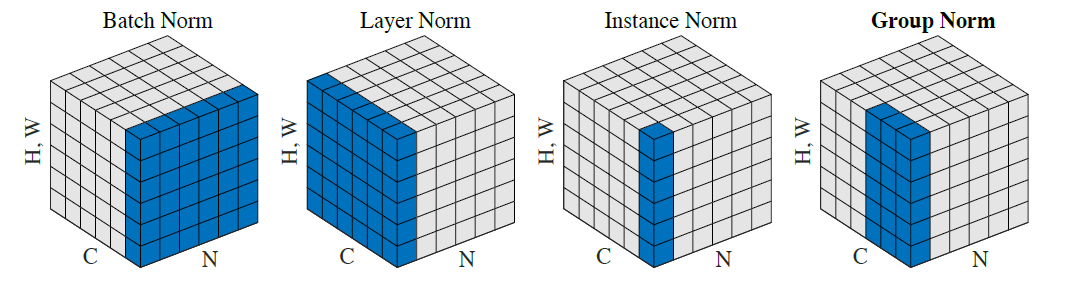 Batch Norm
Layer Norm
Instance Norm
Group Norm
H, W
C
N
H, W
C
N
H, W
C
N
H, W
C
N